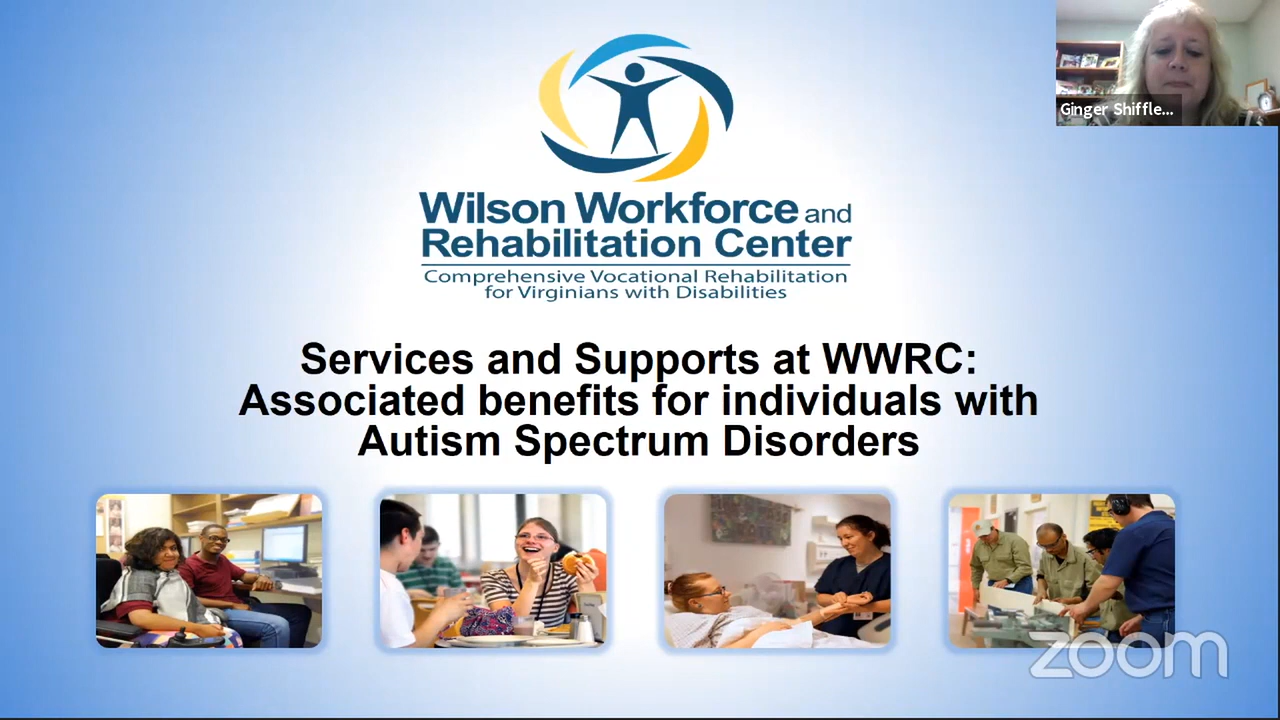 Ginger Shiffle...
Wilson Workforce and
Rehabilitation Center
Comprehensive Vocational Rehabilitation
for Virginians with Disabilities
Services and Supports at WWRC:
Associated benefits for individuals with
Autism Spectrum Disorders
zoom